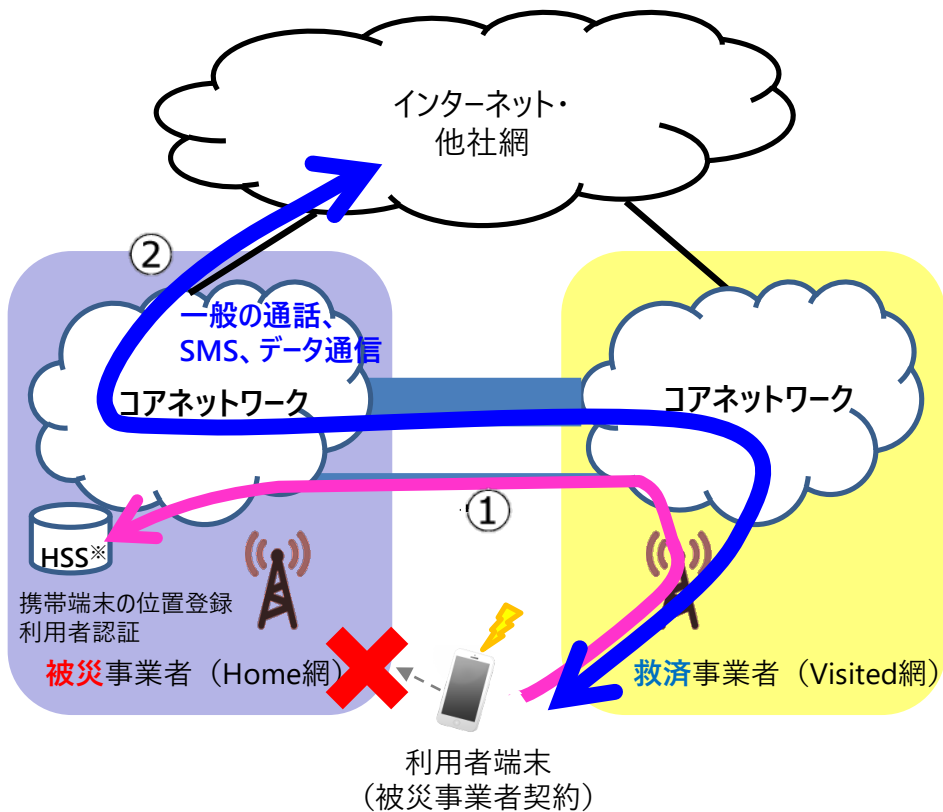 インターネット・
他社網
②
一般の通話、
SMS、データ通信
コアネットワーク
コアネットワーク
①
HSS※
携帯端末の位置登録
利用者認証
被災事業者（Home網）
救済事業者（Visited網）
利用者端末
（被災事業者契約）